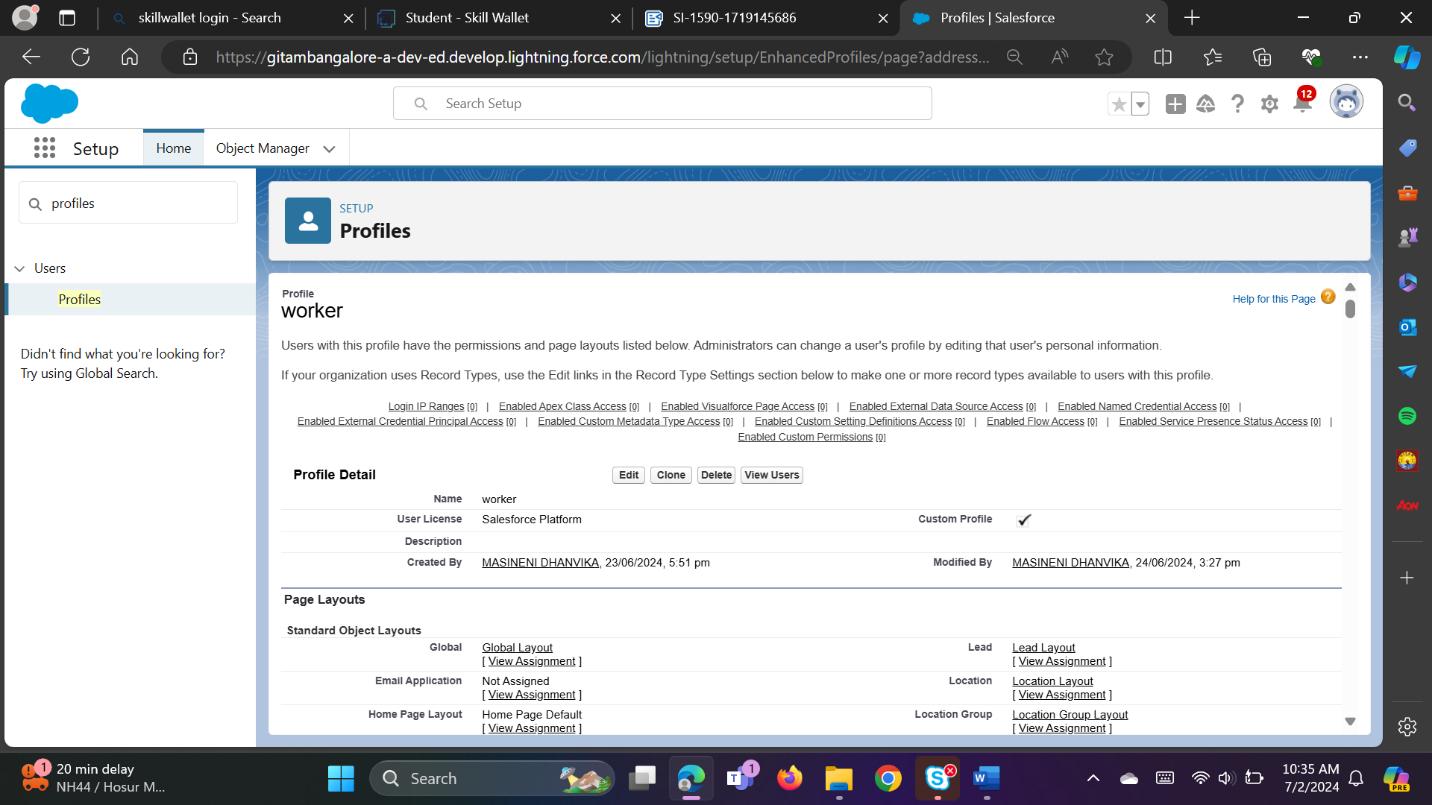 skillwallet login - Search
Student - Skill Wallet
SI-1590-1719145686
Profiles | Salesforce
https://gitambangalore-a-dev-ed.develop.lightning.force.com/lightning/setup/EnhancedProfiles/page?address...
Search Setup
12
Setup
Home
Object Manager
profiles
Users
Profiles
Didn't find what you're looking for?
Try using Global Search.
SETUP
Profiles
Profile
worker
Help for this Page ?
Users with this profile have the permissions and page layouts listed below. Administrators can change a user's profile by editing that user's personal information.
If your organization uses Record Types, use the Edit links in the Record Type Settings section below to make one or more record types available to users with this profile.
Login IP Ranges [0] | Enabled Apex Class Access [0] | Enabled Visualforce Page Access [0] | Enabled External Data Source Access [0] | Enabled Named Credential Access [0] |
Enabled External Credential Principal Access [0] | Enabled Custom Metadata Type Access [0] | Enabled Custom Setting Definitions Access [0] | Enabled Flow Access [0] | Enabled Service Presence Status Access [0] |
Enabled Custom Permissions [0]
Profile Detail
Edit Clone Delete View Users
Name worker
User License Salesforce Platform Custom Profile
Description
Created By MASINENI DHANVIKA, 23/06/2024, 5:51 pm Modified By MASINENI DHANVIKA, 24/06/2024, 3:27 pm
Page Layouts
Standard Object Layouts
Global Global Layout Lead Lead Layout
[ View Assignment ] [ View Assignment ]
Email Application Not Assigned Location Location Layout
[ View Assignment ] [ View Assignment ]
Home Page Layout Home Page Default Location Group Location Group Layout
[ View Assignment ] [ View Assignment ]
AON
1
20 min delay
NH44 / Hosur M...
Search
1
PRE
10:35 AM
7/2/2024